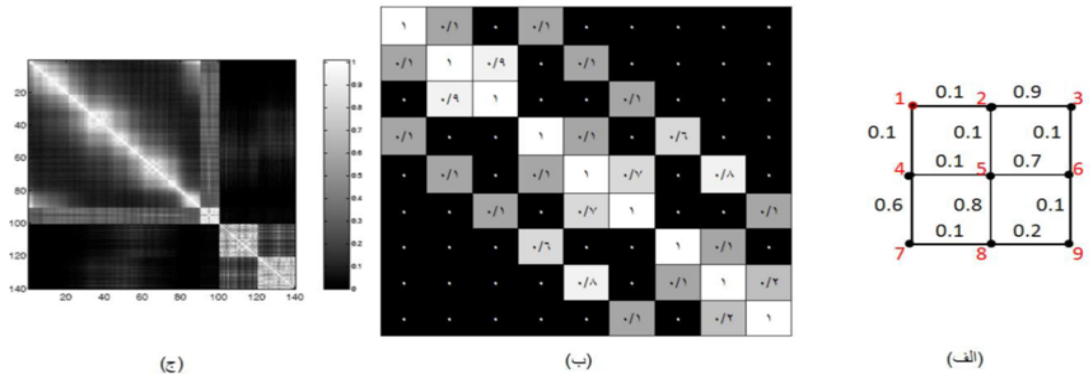 1 0.1 2 0.9 3
0.1 0.1 0.1
4 0.1 5 0.7 6
0.6 0.8 0.1
7 0.1 8 0.2 9
(الف)
۱ ۰/۱ ۰ ۰/۱ ۰ ۰ ۰ ۰ ۰
۰/۱ ۱ ۰/۹ ۰ ۰/۱ ۰ ۰ ۰ ۰
۰ ۰/۹ ۱ ۰ ۰ ۰/۱ ۰ ۰ ۰
۰/۱ ۰ ۰ ۱ ۰/۱ ۰ ۰/۶ ۰ ۰
۰ ۰/۱ ۰ ۰/۱ ۱ ۰/۷ ۰ ۰/۸ ۰
۰ ۰ ۰/۱ ۰ ۰/۷ ۱ ۰ ۰ ۰/۱
۰ ۰ ۰ ۰/۶ ۰ ۰ ۱ ۰/۱ ۰
۰ ۰ ۰ ۰ ۰/۸ ۰ ۰/۱ ۱ ۰/۲
۰ ۰ ۰ ۰ ۰ ۰/۱ ۰ ۰/۲ ۱
(ب)
1
0.9
0.8
0.7
0.6
0.5
0.4
0.3
0.2
0.1
0
20
40
60
80
100
120
140
20 40 60 80 100 120 140
(ج)